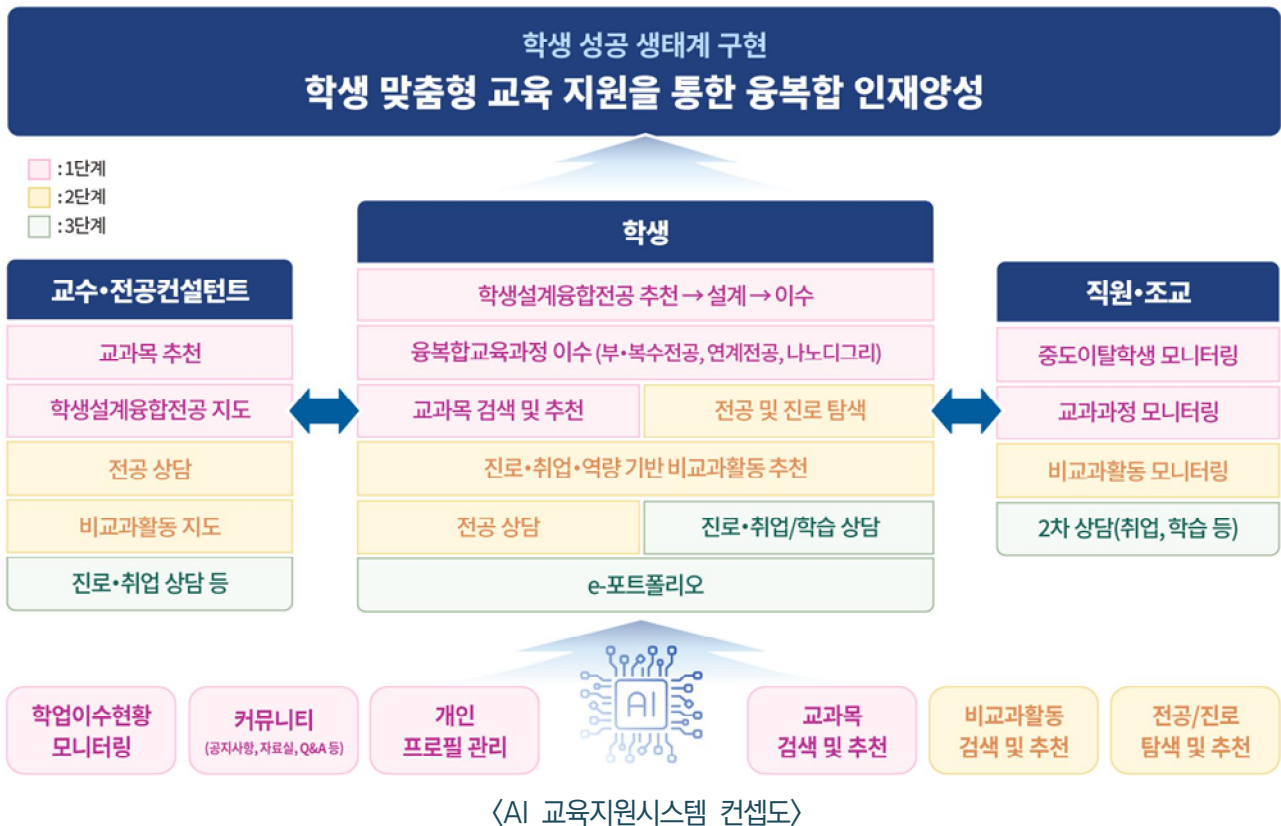 학생 성공 생태계 구현
학생 맞춤형 교육 지원을 통한 융복합 인재양성
:1단계
:2단계
:3단계
교수•전공컨설턴트
교과목 추천
학생설계융합전공 지도
전공 상담
비교과활동 지도
진로•취업 상담 등
학생
학생설계융합전공 추천→설계→이수
융복합교육과정 이수 (부•복수전공, 연계전공, 나노디그리)
교과목 검색 및 추천
전공 및 진로 탐색
진로•취업•역량 기반 비교과활동 추천
전공 상담
진로•취업/학습 상담
e-포트폴리오
직원•조교
중도이탈학생 모니터링
교과과정 모니터링
비교과활동 모니터링
2차 상담(취업, 학습 등)
학업이수현황
모니터링
커뮤니티
(공지사항, 자료실, Q&A 등)
개인
프로필 관리
AI
교과목
검색 및 추천
비교과활동
검색 및 추천
전공/진로
탐색 및 추천
〈AI 교육지원시스템 컨셉도〉